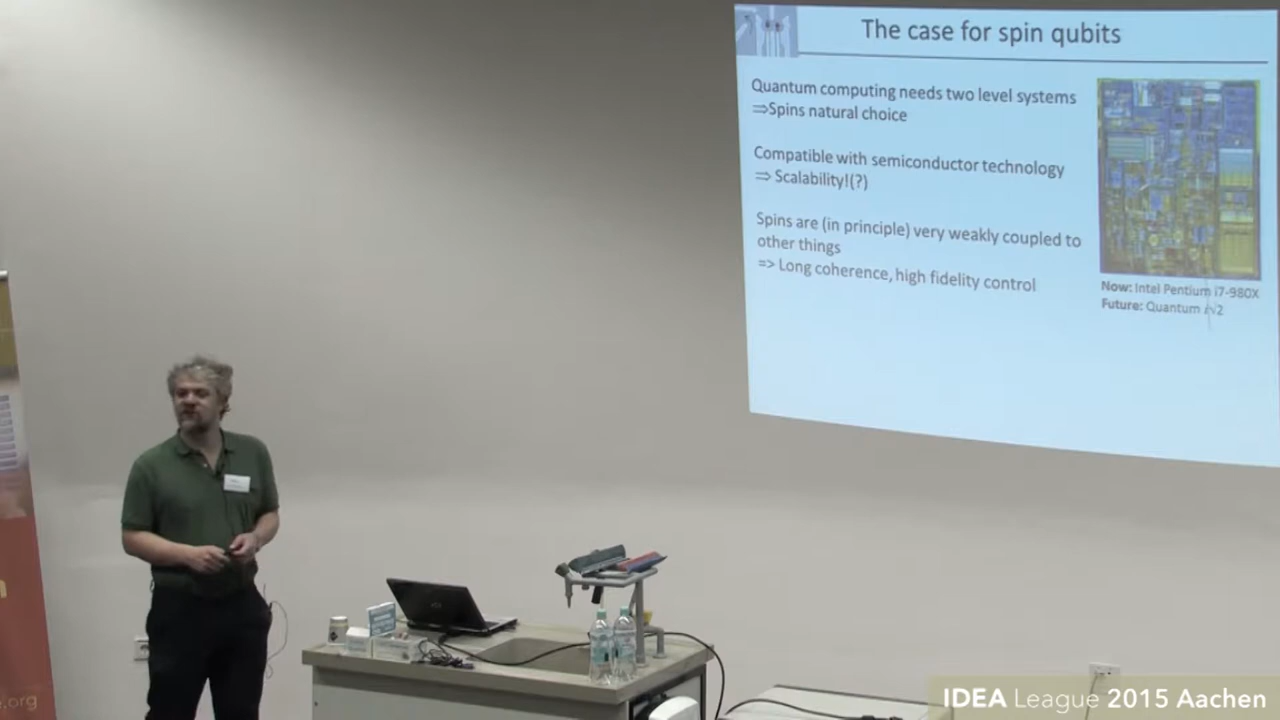 The case for spin qubits
Quantum computing needs two level systems
⇒Spins natural choice
Compatible with semiconductor technology
⇒ Scalability!(?)
Spins are (in principle) very weakly coupled to
other things
=> Long coherence, high fidelity control
Now: Intel Pentium i7-980X
Future: Quantum i√2
e.org
IDEA League 2015 Aachen